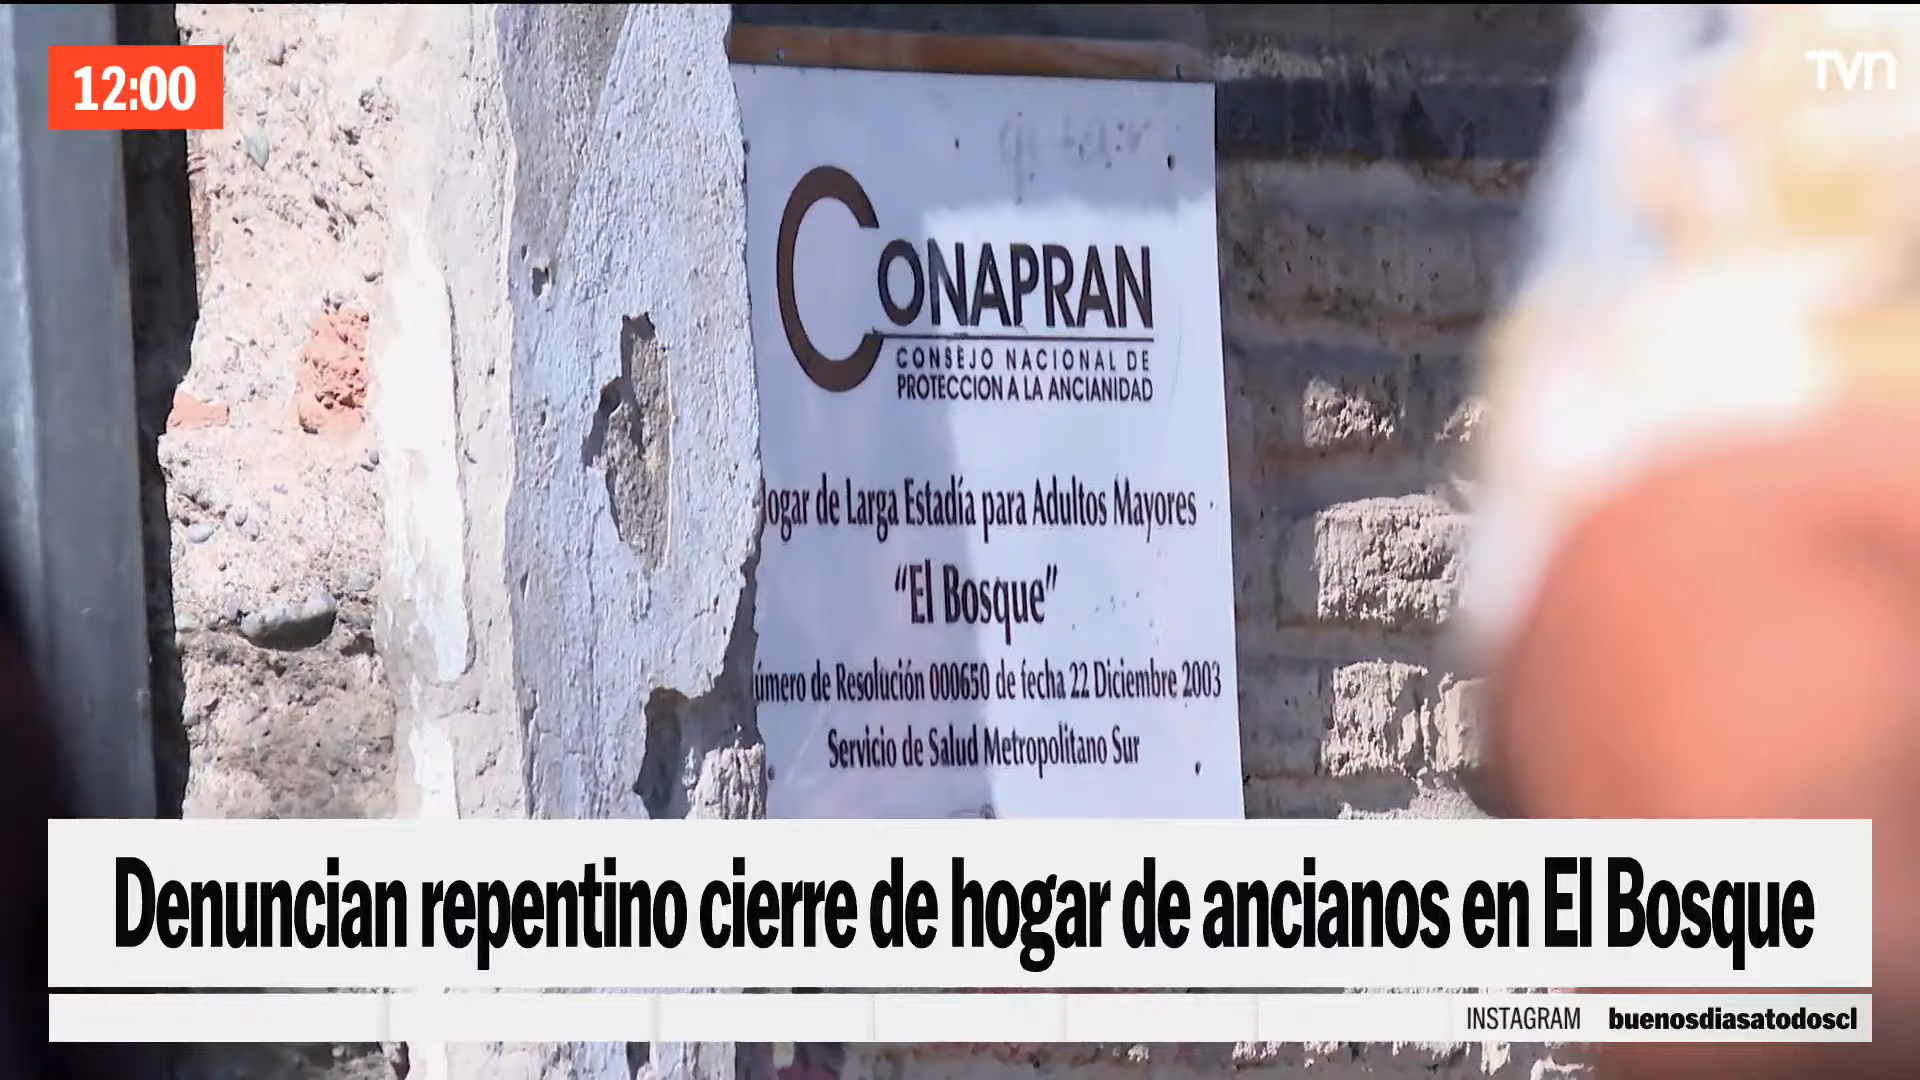 12:00
TVN
CONAPRAN
CONSEJO NACIONAL DE
PROTECCION A LA ANCIANIDAD
ogar de Larga Estadía para Adultos Mayores
“El Bosque”
úmero de Resolución 000650 de fecha 22 Diciembre 2003
Servicio de Salud Metropolitano Sur
Denuncian repentino cierre de hogar de ancianos en El Bosque
INSTAGRAM buenosdiasatodoscl